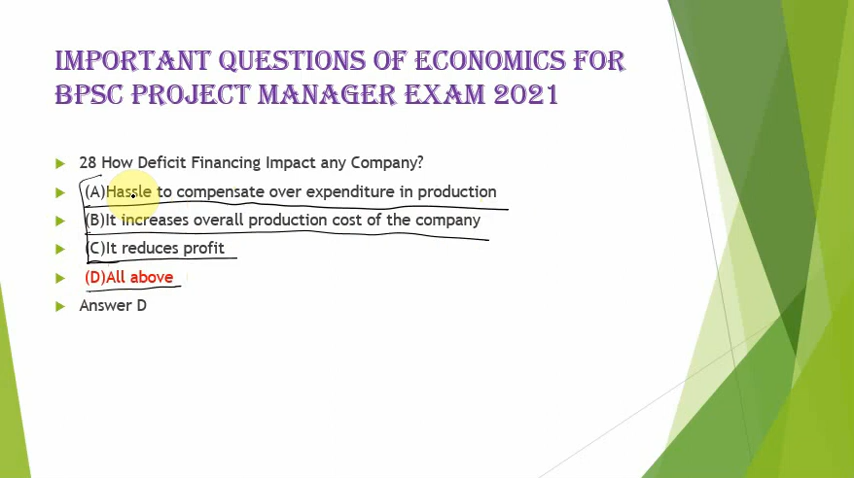 IMPORTANT QUESTIONS OF ECONOMICS FOR
BPSC PROJECT MANAGER EXAM 2021
28 How Deficit Financing Impact any Company?
(A)Hassle to compensate over expenditure in production
(B)It increases overall production cost of the company
(C)It reduces profit
(D)All above
Answer D